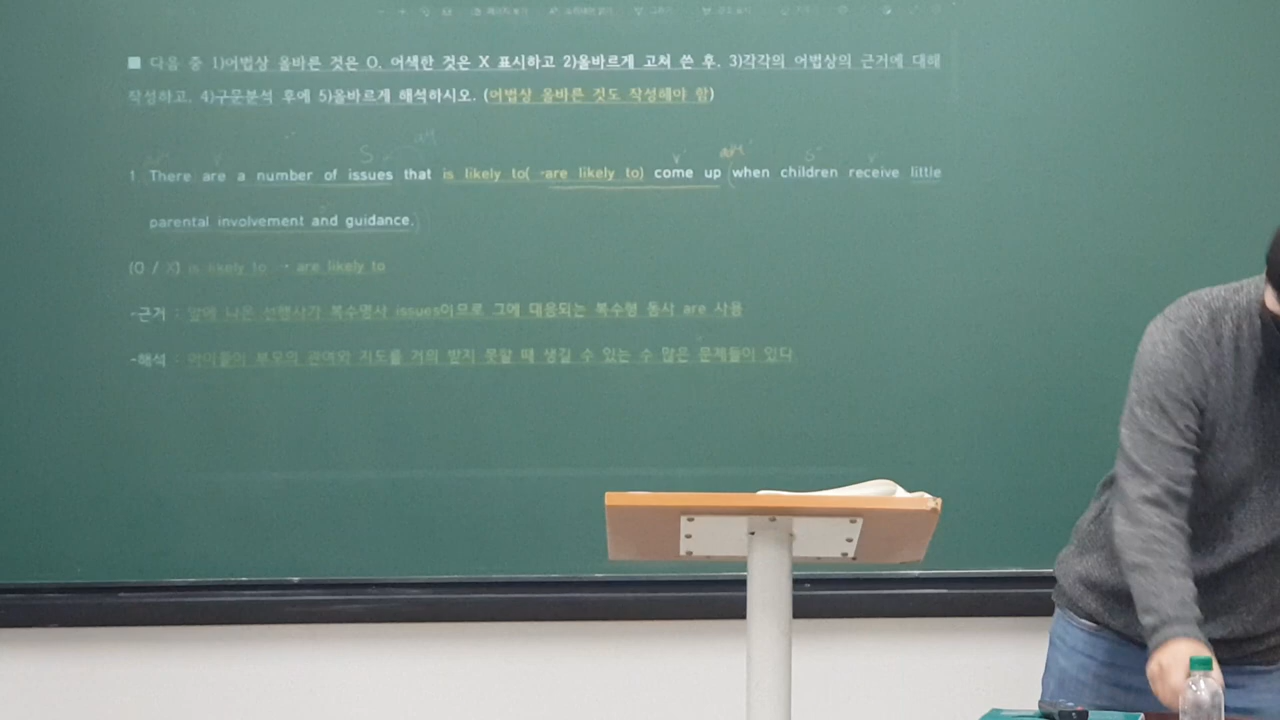 ■ 다음 중 1)어법상 올바른 것은 O, 어색한 것은 X 표시하고 2)올바르게 고쳐 쓴 후, 3)각각의 어법상의 근거에 대해
작성하고, 4)구문분석 후에 5)올바르게 해석하시오. (어법상 올바른 것도 작성해야 함)
S
v' S'' v''
1 There are a number of issues that is likely to( →are likely to) come up (when children receive little
parental involvement and guidance.
(O / X) is likely to → are likely to
-근거 : 앞에 나온 선행사가 복수명사 issues이므로 그에 대응되는 복수형 동사 are 사용
-해석 : 아이들이 부모의 관여와 지도를 거의 받지 못할 때 생길 수 있는 수 많은 문제들이 있다